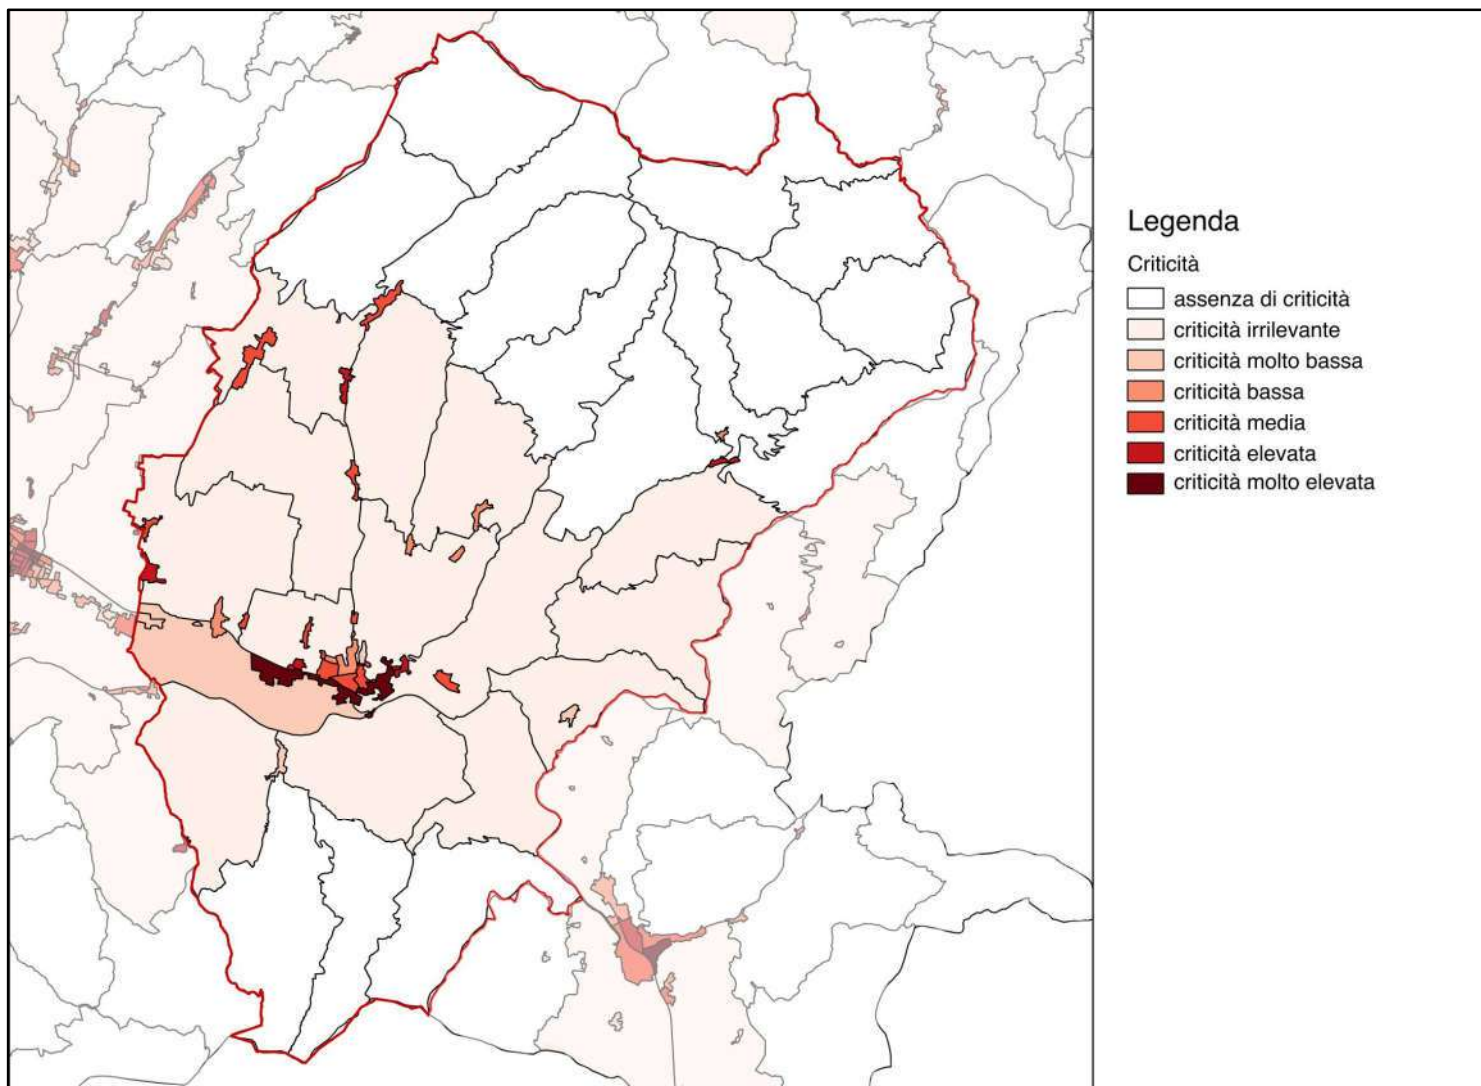 Legenda
Criticità
assenza di criticità
criticità irrilevante
criticità molto bassa
criticità bassa
criticità media
criticità elevata
criticità molto elevata